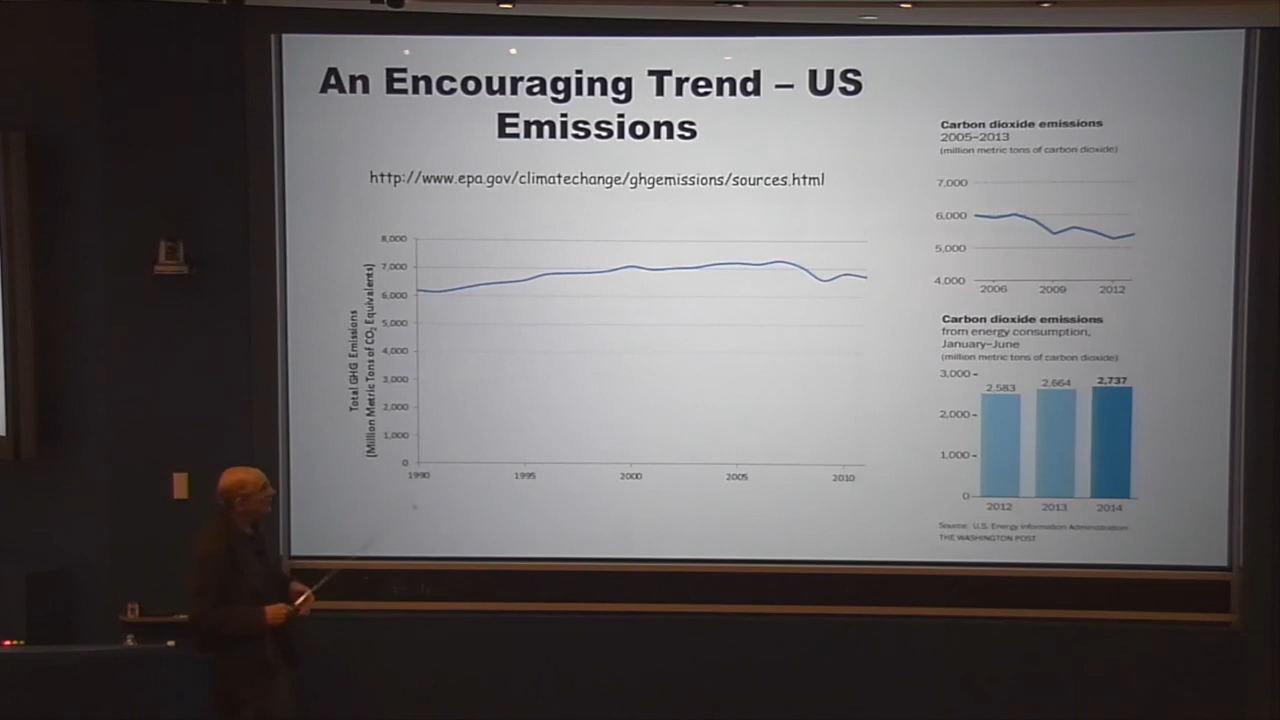 An Encouraging Trend – US
Emissions
http://www.epa.gov/climatechange/ghgemissions/sources.html
Total GHG Emissions
(Million Metric Tons of CO₂ Equivalents)
8,000
7,000
6,000
5,000
4,000
3,000
2,000
1,000
0
1990 1995 2000 2005 2010
Carbon dioxide emissions
2005–2013
(million metric tons of carbon dioxide)
7,000
6,000
5,000
4,000
2006 2009 2012
Carbon dioxide emissions
from energy consumption,
January–June
(million metric tons of carbon dioxide)
3,000
2,000
1,000
0
2,583 2,664 2,737
2012 2013 2014
Source: U.S. Energy Information Administration
THE WASHINGTON POST